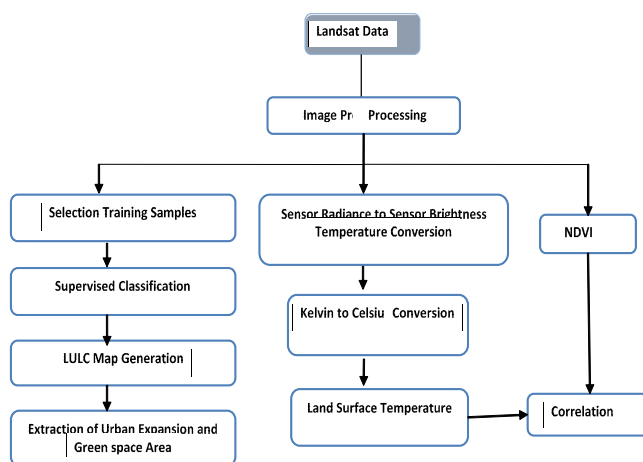 Landsat Data
Image Pr Processing
Selection Training Samples
Sensor Radiance to Sensor Brightness
Temperature Conversion
NDVI
Supervised Classification
Kelvin to Celsiu Conversion
LULC Map Generation
Land Surface Temperature
Correlation
Extraction of Urban Expansion and
Green space Area